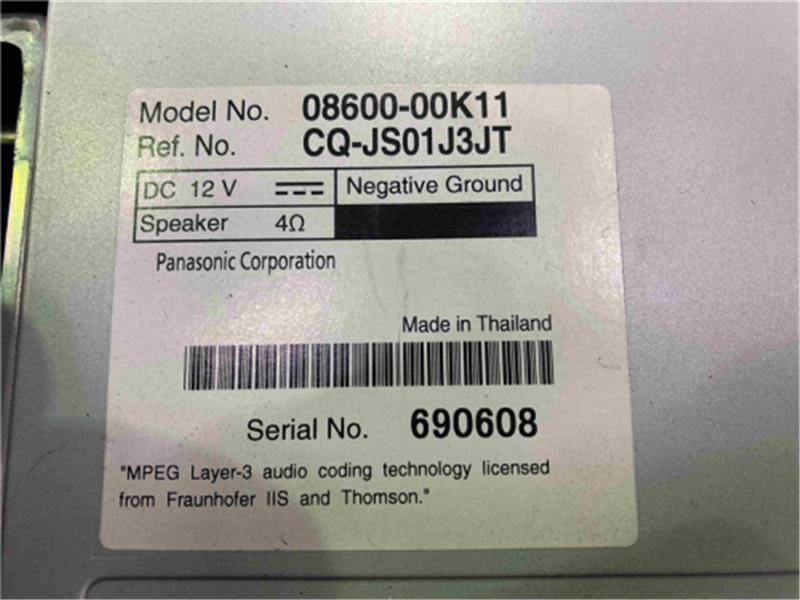 Model No. 08600-00K11
Ref. No. CQ-JS01J3JT
DC 12 V ⎓ Negative Ground
Speaker 4Ω
Panasonic Corporation
Made in Thailand
Serial No. 690608
"MPEG Layer-3 audio coding technology licensed
from Fraunhofer IIS and Thomson."